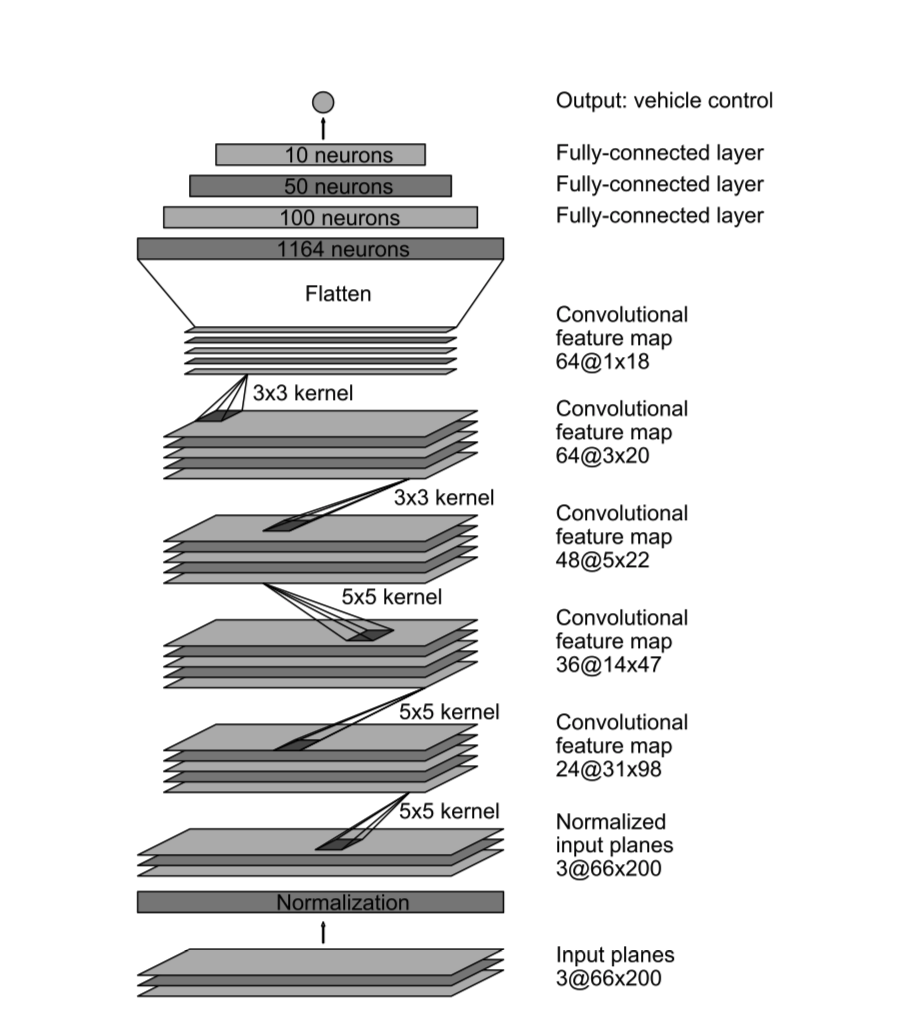 Output: vehicle control
10 neurons
Fully-connected layer
50 neurons
Fully-connected layer
100 neurons
Fully-connected layer
1164 neurons
Flatten
Convolutional
feature map
64@1x18
3x3 kernel
Convolutional
feature map
64@3x20
3x3 kernel
Convolutional
feature map
48@5x22
5x5 kernel
Convolutional
feature map
36@14x47
5x5 kernel
Convolutional
feature map
24@31x98
5x5 kernel
Normalized
input planes
3@66x200
Normalization
Input planes
3@66x200